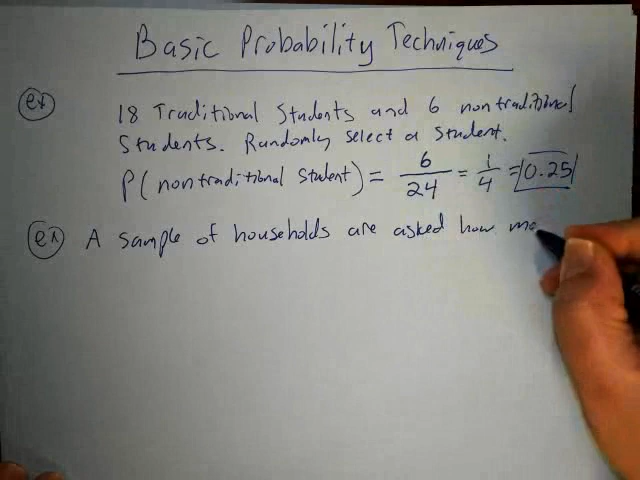 Basic Probability Techniques
ex 18 Traditional Students and 6 nontraditional
Students. Randomly select a student.
P(nontraditional student) = 6/24 = 1/4 = 0.25
ex A sample of households are asked how